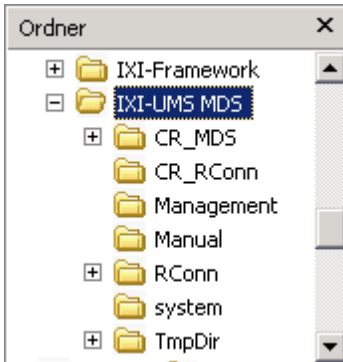 Ordner
IXI-Framework
IXI-UMS MDS
CR_MDS
CR_RConn
Management
Manual
RConn
system
TmpDir